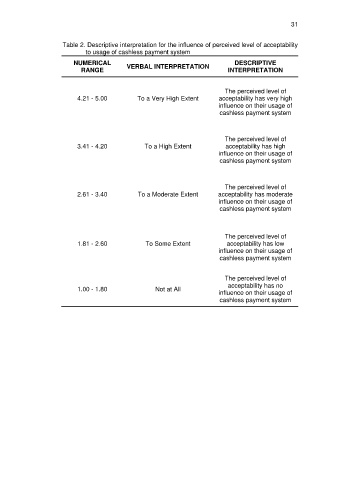 31
Table 2. Descriptive interpretation for the influence of perceived level of acceptability
to usage of cashless payment system
NUMERICAL RANGE
VERBAL INTERPRETATION
DESCRIPTIVE INTERPRETATION
4.21 - 5.00
To a Very High Extent
The perceived level of
acceptability has very high
influence on their usage of
cashless payment system
3.41 - 4.20
To a High Extent
The perceived level of
acceptability has high
influence on their usage of
cashless payment system
2.61 - 3.40
To a Moderate Extent
The perceived level of
acceptability has moderate
influence on their usage of
cashless payment system
1.81 - 2.60
To Some Extent
The perceived level of
acceptability has low
influence on their usage of
cashless payment system
1.00 - 1.80
Not at All
The perceived level of
acceptability has no
influence on their usage of
cashless payment system